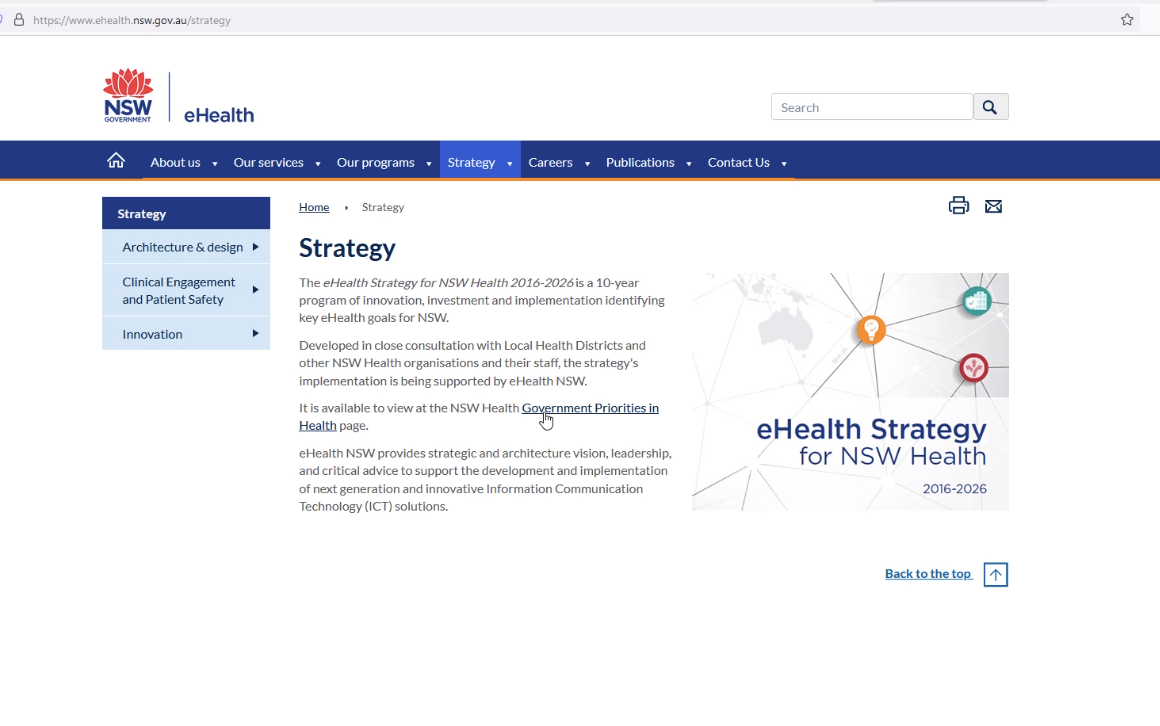 https://www.ehealth.nsw.gov.au/strategy
NSW
GOVERNMENT
eHealth
Search
About us
Our services
Our programs
Strategy
Careers
Publications
Contact Us
Strategy
Architecture & design
Clinical Engagement
and Patient Safety
Innovation
Home
Strategy
Strategy
The eHealth Strategy for NSW Health 2016-2026 is a 10-year
program of innovation, investment and implementation identifying
key eHealth goals for NSW.
Developed in close consultation with Local Health Districts and
other NSW Health organisations and their staff, the strategy's
implementation is being supported by eHealth NSW.
It is available to view at the NSW Health Government Priorities in
Health page.
eHealth NSW provides strategic and architecture vision, leadership,
and critical advice to support the development and implementation
of next generation and innovative Information Communication
Technology (ICT) solutions.
eHealth Strategy
for NSW Health
2016-2026
Back to the top